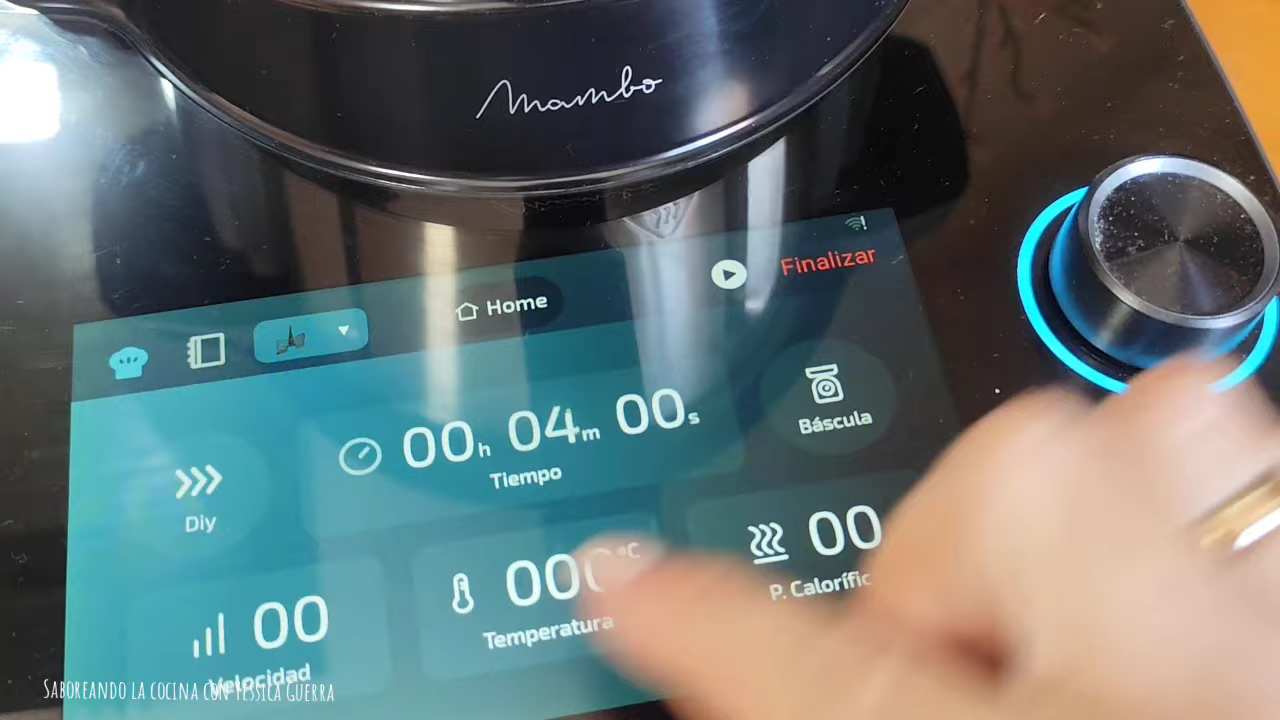 Mambo
Finalizar
Home
00h 04m 00s
Tiempo
Báscula
Diy
00
P. Calorífic
°C
Temperatura
00
Velocidad
SABOREANDO LA COCINA CON YESSICA GUERRA